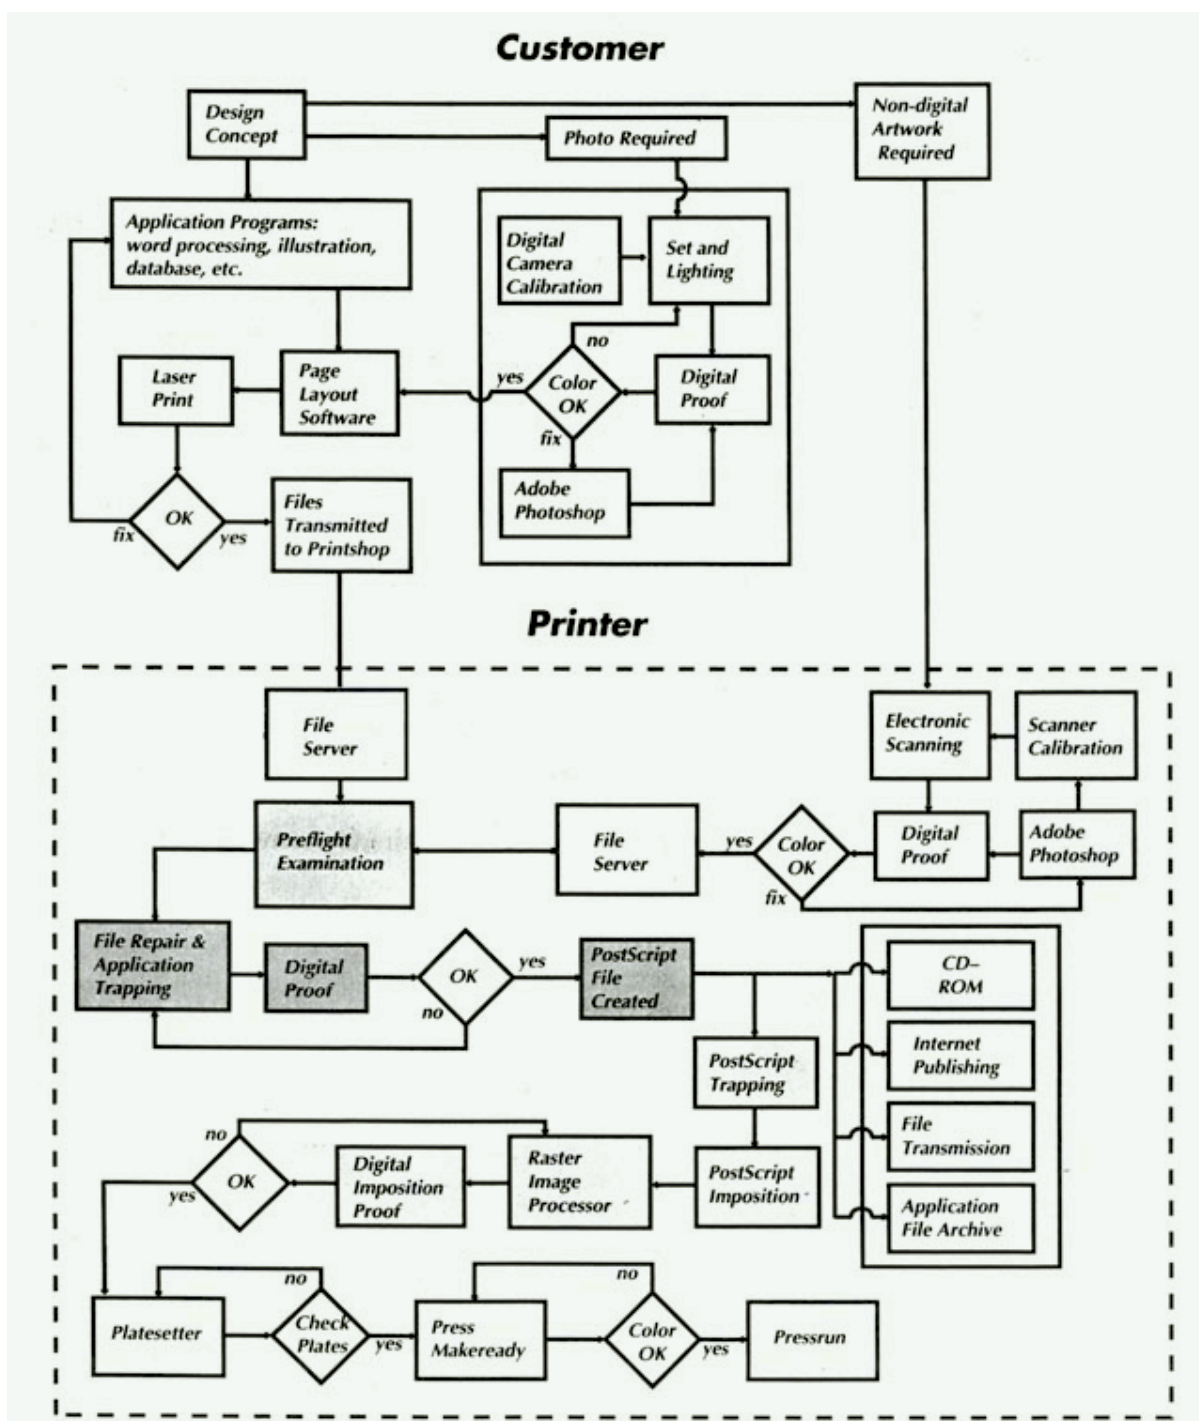 Customer
Design
Concept
Photo Required
Non-digital
Artwork
Required
Application Programs:
word processing, illustration,
database, etc.
Digital
Camera
Calibration
Set and
Lighting
no
Laser
Print
Page
Layout
Software
yes
Color
OK
Digital
Proof
fix
Adobe
Photoshop
OK
fix
yes
Files
Transmitted
to Printshop
Printer
File
Server
Electronic
Scanning
Scanner
Calibration
Preflight
Examination
File
Server
yes
Color
OK
fix
Digital
Proof
Adobe
Photoshop
File Repair &
Application
Trapping
Digital
Proof
OK
yes
no
PostScript
File
Created
CD–
ROM
Internet
Publishing
File
Transmission
Application
File Archive
PostScript
Trapping
PostScript
Imposition
Raster
Image
Processor
Digital
Imposition
Proof
no
OK
yes
Platesetter
no
Check
Plates
yes
Press
Makeready
no
Color
OK
yes
Pressrun